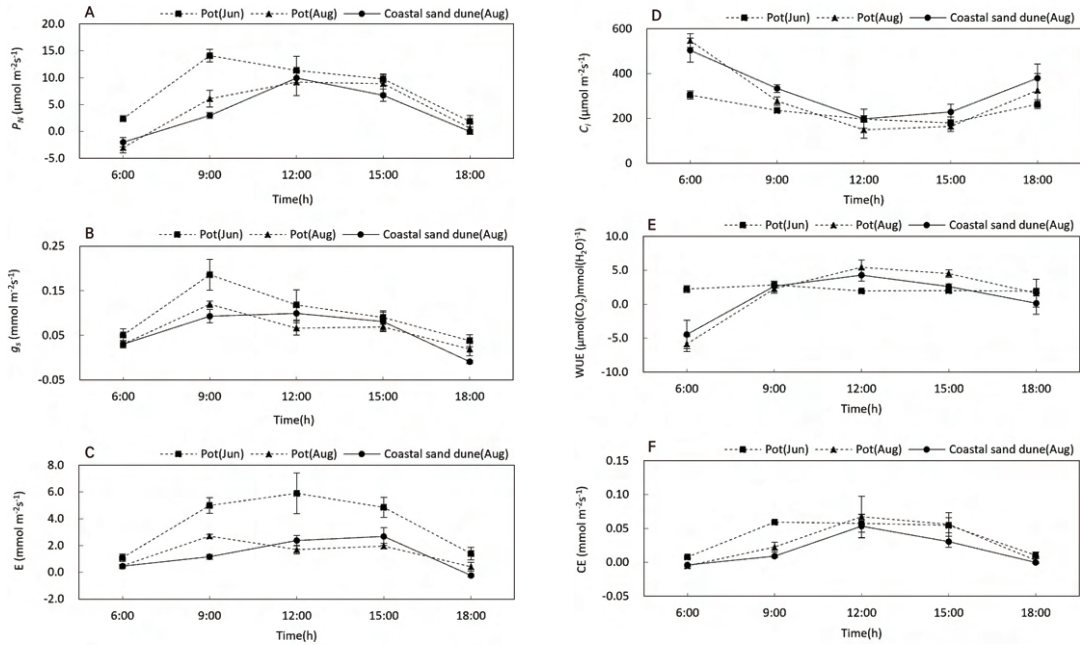 A
Pot(Jun) Pot(Aug) Coastal sand dune(Aug)
P_N (μmol m⁻²s⁻¹)
20.0
15.0
10.0
5.0
0.0
-5.0
6:00 9:00 12:00 15:00 18:00
Time(h)
B
Pot(Jun) Pot(Aug) Coastal sand dune(Aug)
g_s (mmol m⁻²s⁻¹)
0.25
0.15
0.05
-0.05
6:00 9:00 12:00 15:00 18:00
Time(h)
C
Pot(Jun) Pot(Aug) Coastal sand dune(Aug)
E (mmol m⁻²s⁻¹)
8.0
6.0
4.0
2.0
0.0
-2.0
6:00 9:00 12:00 15:00 18:00
Time(h)
D
Pot(Jun) Pot(Aug) Coastal sand dune(Aug)
C_i (μmol m⁻²s⁻¹)
600
400
200
0
6:00 9:00 12:00 15:00 18:00
Time(h)
E
Pot(Jun) Pot(Aug) Coastal sand dune(Aug)
WUE (μmol(CO₂)mmol(H₂O)⁻¹)
10.0
5.0
0.0
-5.0
-10.0
6:00 9:00 12:00 15:00 18:00
Time(h)
F
Pot(Jun) Pot(Aug) Coastal sand dune(Aug)
CE (mmol m⁻²s⁻¹)
0.15
0.10
0.05
0.00
-0.05
6:00 9:00 12:00 15:00 18:00
Time(h)